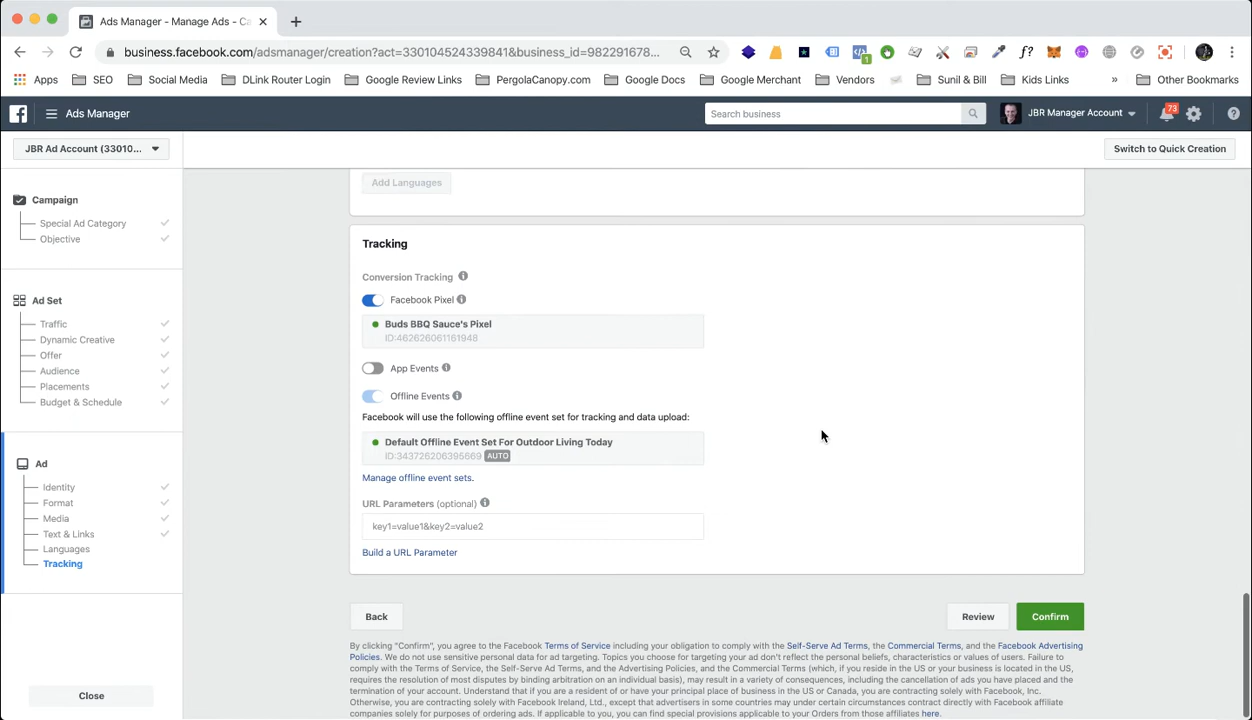 Ads Manager - Manage Ads - Ca
business.facebook.com/adsmanager/creation?act=330104524339841&business_id=982291678...
Apps SEO Social Media DLink Router Login Google Review Links PergolaCanopy.com Google Docs Google Merchant Vendors Sunil & Bill Kids Links » Other Bookmarks
Ads Manager Search business JBR Manager Account 73
JBR Ad Account (33010... Switch to Quick Creation
Campaign
Special Ad Category
Objective
Ad Set
Traffic
Dynamic Creative
Offer
Audience
Placements
Budget & Schedule
Ad
Identity
Format
Media
Text & Links
Languages
Tracking
Close
Add Languages
Tracking
Conversion Tracking
Facebook Pixel
Buds BBQ Sauce's Pixel
ID:462626061161948
App Events
Offline Events
Facebook will use the following offline event set for tracking and data upload:
Default Offline Event Set For Outdoor Living Today
ID:343726206395669 AUTO
Manage offline event sets.
URL Parameters (optional)
key1=value1&key2=value2
Build a URL Parameter
Back Review Confirm
By clicking "Confirm", you agree to the Facebook Terms of Service including your obligation to comply with the Self-Serve Ad Terms, the Commercial Terms, and the Facebook Advertising
Policies. We do not use sensitive personal data for ad targeting. Topics you choose for targeting your ad don't reflect the personal beliefs, characteristics or values of users. Failure to
comply with the Terms of Service, the Self-Serve Ad Terms, and the Advertising Policies, and the Commercial Terms (which, if you reside in the US or your business is located in the US,
requires the resolution of most disputes by binding arbitration on an individual basis), may result in a variety of consequences, including the cancellation of ads you have placed and the
termination of your account. Understand that if you are a resident of or have your principal place of business in the US or Canada, you are contracting solely with Facebook, Inc.
Otherwise, you are contracting solely with Facebook Ireland, Ltd., except that advertisers in some countries may under certain circumstances contract directly with Facebook affiliate
companies solely for purposes of ordering ads. If applicable to you, you can find special provisions applicable to your Orders from those affiliates here.